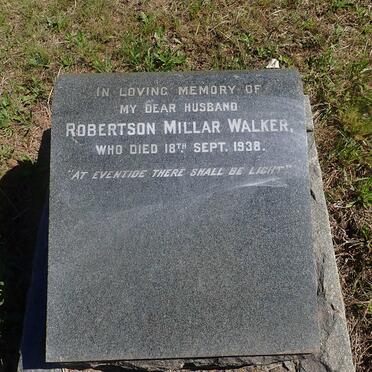 IN LOVING MEMORY OF
MY DEAR HUSBAND
ROBERTSON MILLAR WALKER,
WHO DIED 18TH SEPT. 1938.
"AT EVENTIDE THERE SHALL BE LIGHT"